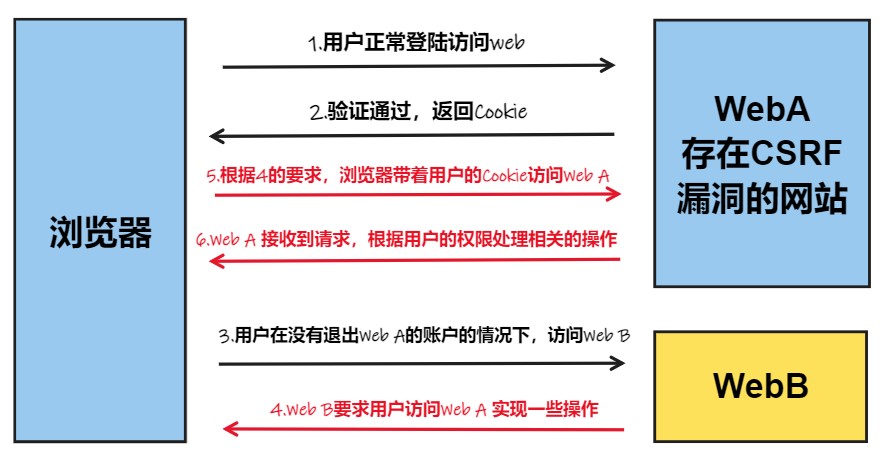 1.用户正常登陆访问web
2.验证通过，返回Cookie
5.根据4的要求，浏览器带着用户的Cookie访问Web A
6.Web A 接收到请求，根据用户的权限处理相关的操作
3.用户在没有退出Web A的账户的情况下，访问Web B
4.Web B要求用户访问Web A 实现一些操作
浏览器
WebA
存在CSRF
漏洞的网站
WebB